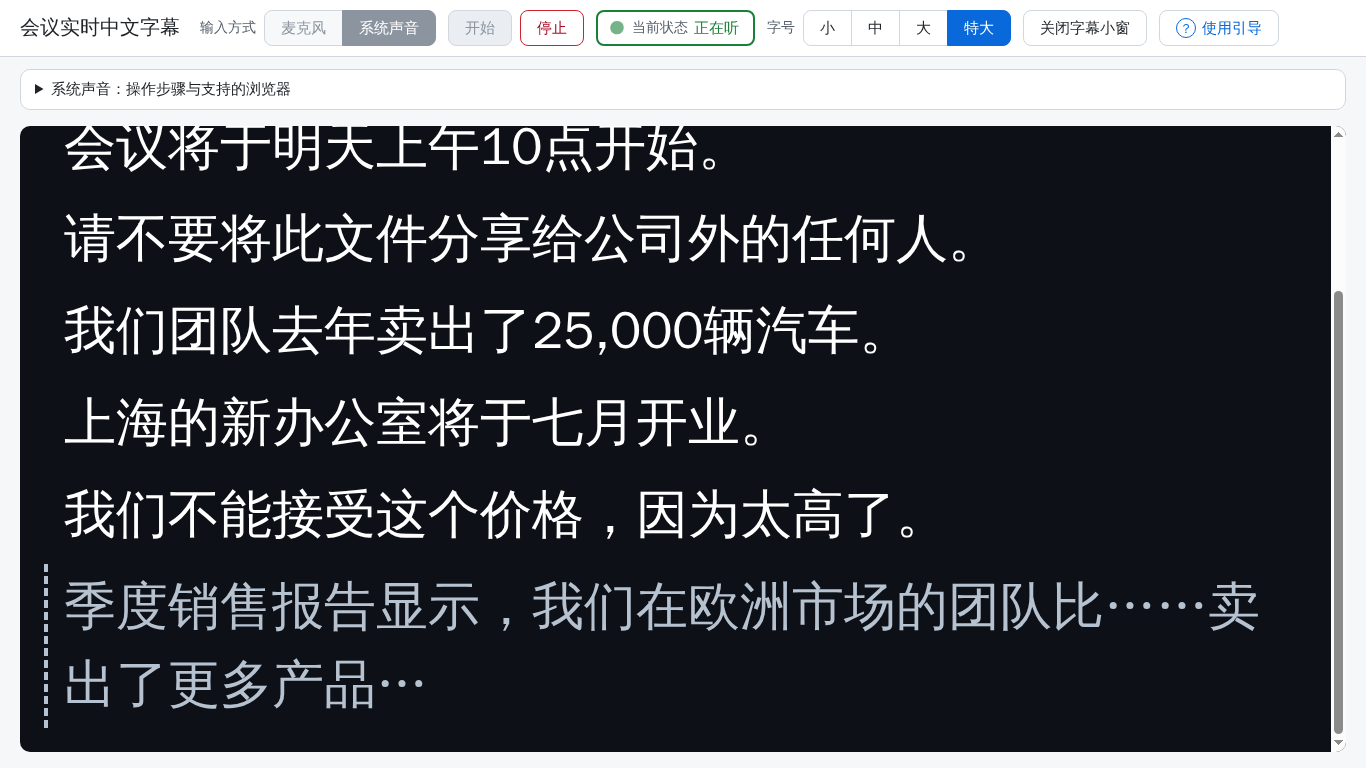 会议实时中文字幕 输入方式 麦克风 系统声音 开始 停止 当前状态 正在听 字号 小 中 大 特大 关闭字幕小窗 ? 使用引导
系统声音：操作步骤与支持的浏览器
会议将于明天上午10点开始。
请不要将此文件分享给公司外的任何人。
我们团队去年卖出了25,000辆汽车。
上海的新办公室将于七月开业。
我们不能接受这个价格，因为太高了。
季度销售报告显示，我们在欧洲市场的团队比……卖
出了更多产品…